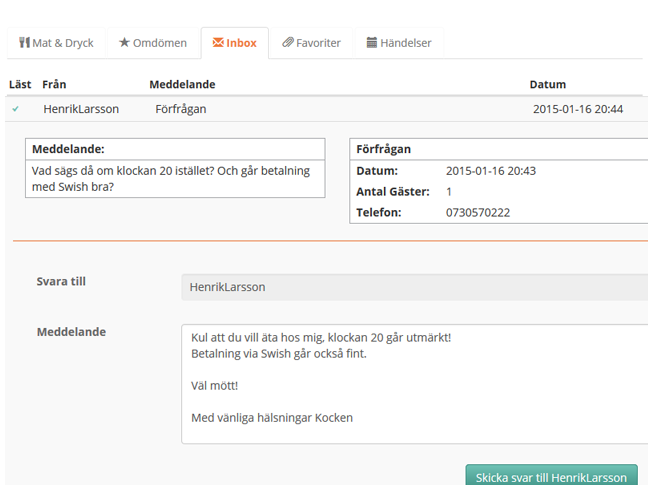 Mat & Dryck Omdömen Inbox Favoriter Händelser
Läst Från Meddelande Datum
HenrikLarsson Förfrågan 2015-01-16 20:44
Meddelande:
Vad sägs då om klockan 20 istället? Och går betalning
med Swish bra?
Förfrågan
Datum: 2015-01-16 20:43
Antal Gäster: 1
Telefon: 0730570222
Svara till HenrikLarsson
Meddelande
Kul att du vill äta hos mig, klockan 20 går utmärkt!
Betalning via Swish går också fint.
Väl mött!
Med vänliga hälsningar Kocken
Skicka svar till HenrikLarsson